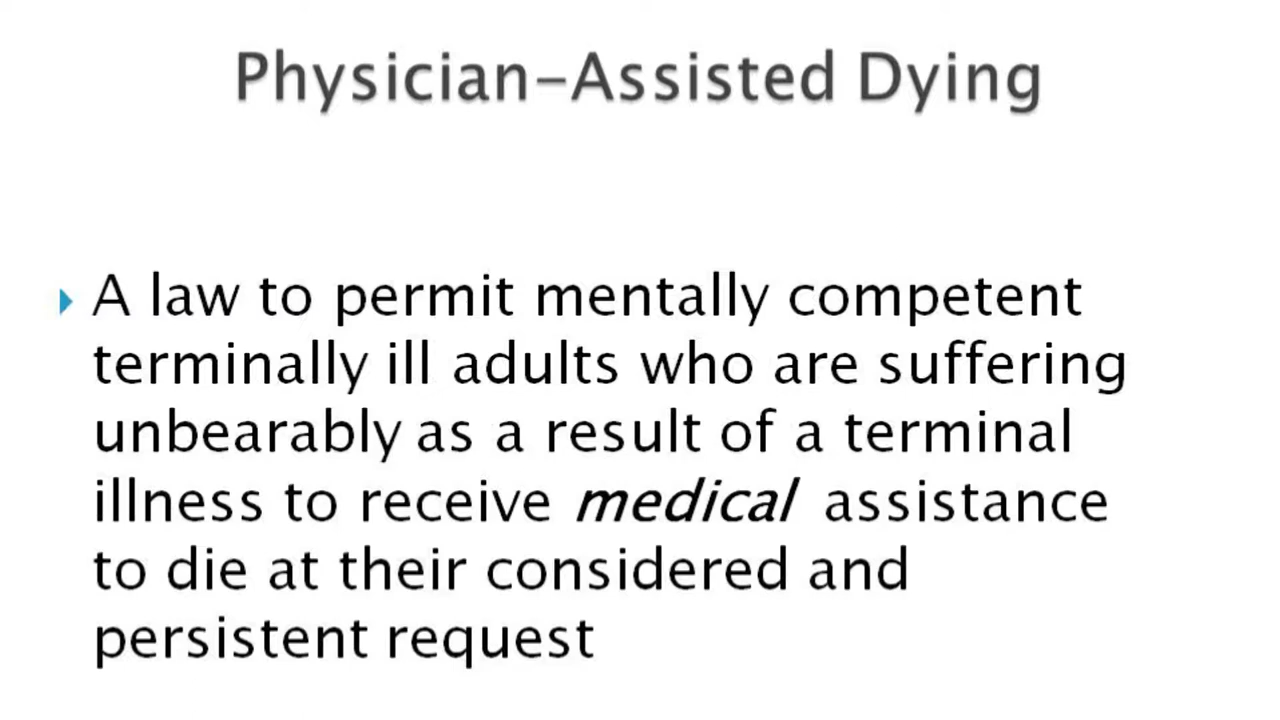 Physician-Assisted Dying
A law to permit mentally competent
terminally ill adults who are suffering
unbearably as a result of a terminal
illness to receive medical assistance
to die at their considered and
persistent request